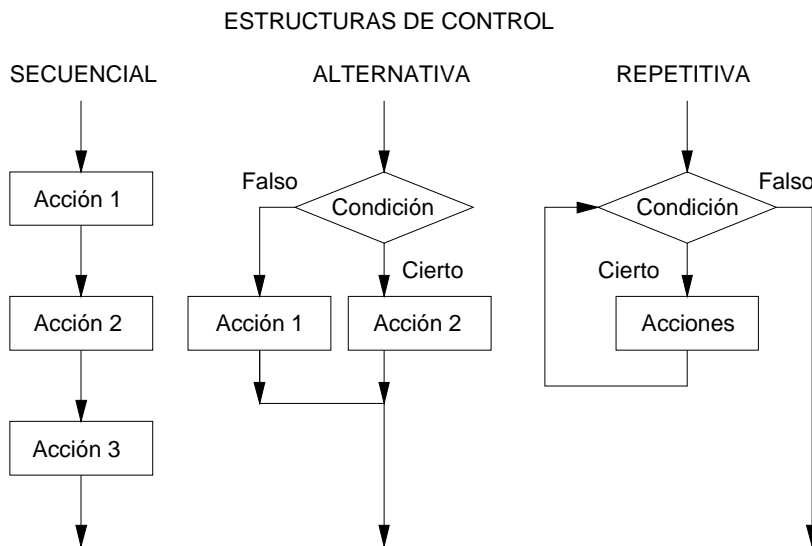 ESTRUCTURAS DE CONTROL
SECUENCIAL
ALTERNATIVA
REPETITIVA
Acción 1
Acción 2
Acción 3
Falso
Condición
Cierto
Acción 1
Acción 2
Falso
Condición
Cierto
Acciones